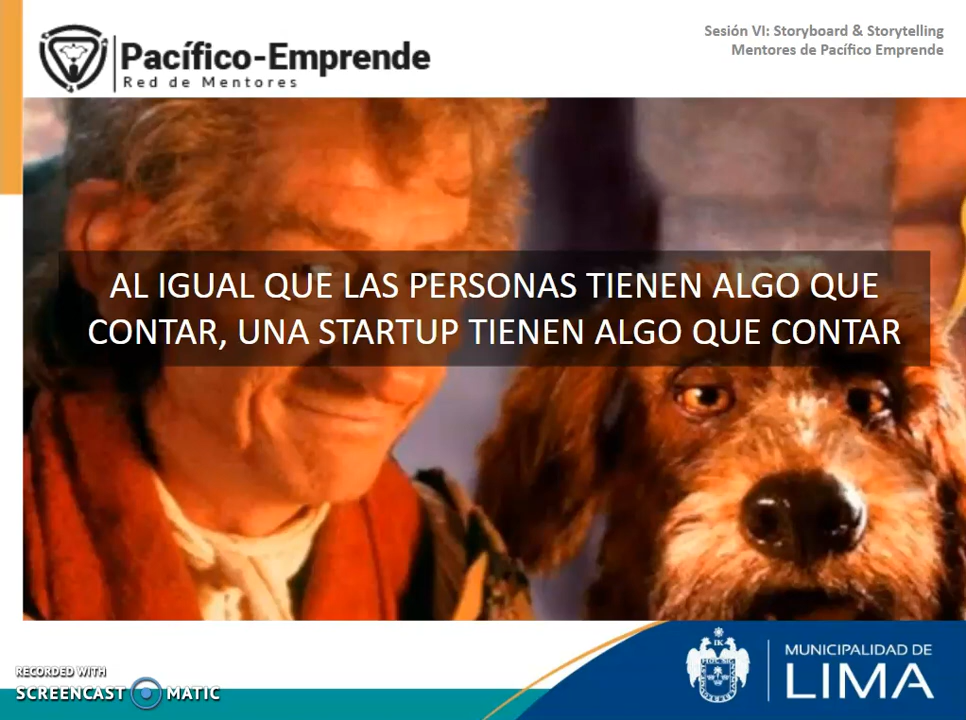 Pacífico-Emprende
Red de Mentores
Sesión VI: Storyboard & Storytelling
Mentores de Pacífico Emprende
AL IGUAL QUE LAS PERSONAS TIENEN ALGO QUE
CONTAR, UNA STARTUP TIENEN ALGO QUE CONTAR
RECORDED WITH
SCREENCAST MATIC
MUNICIPALIDAD DE
LIMA